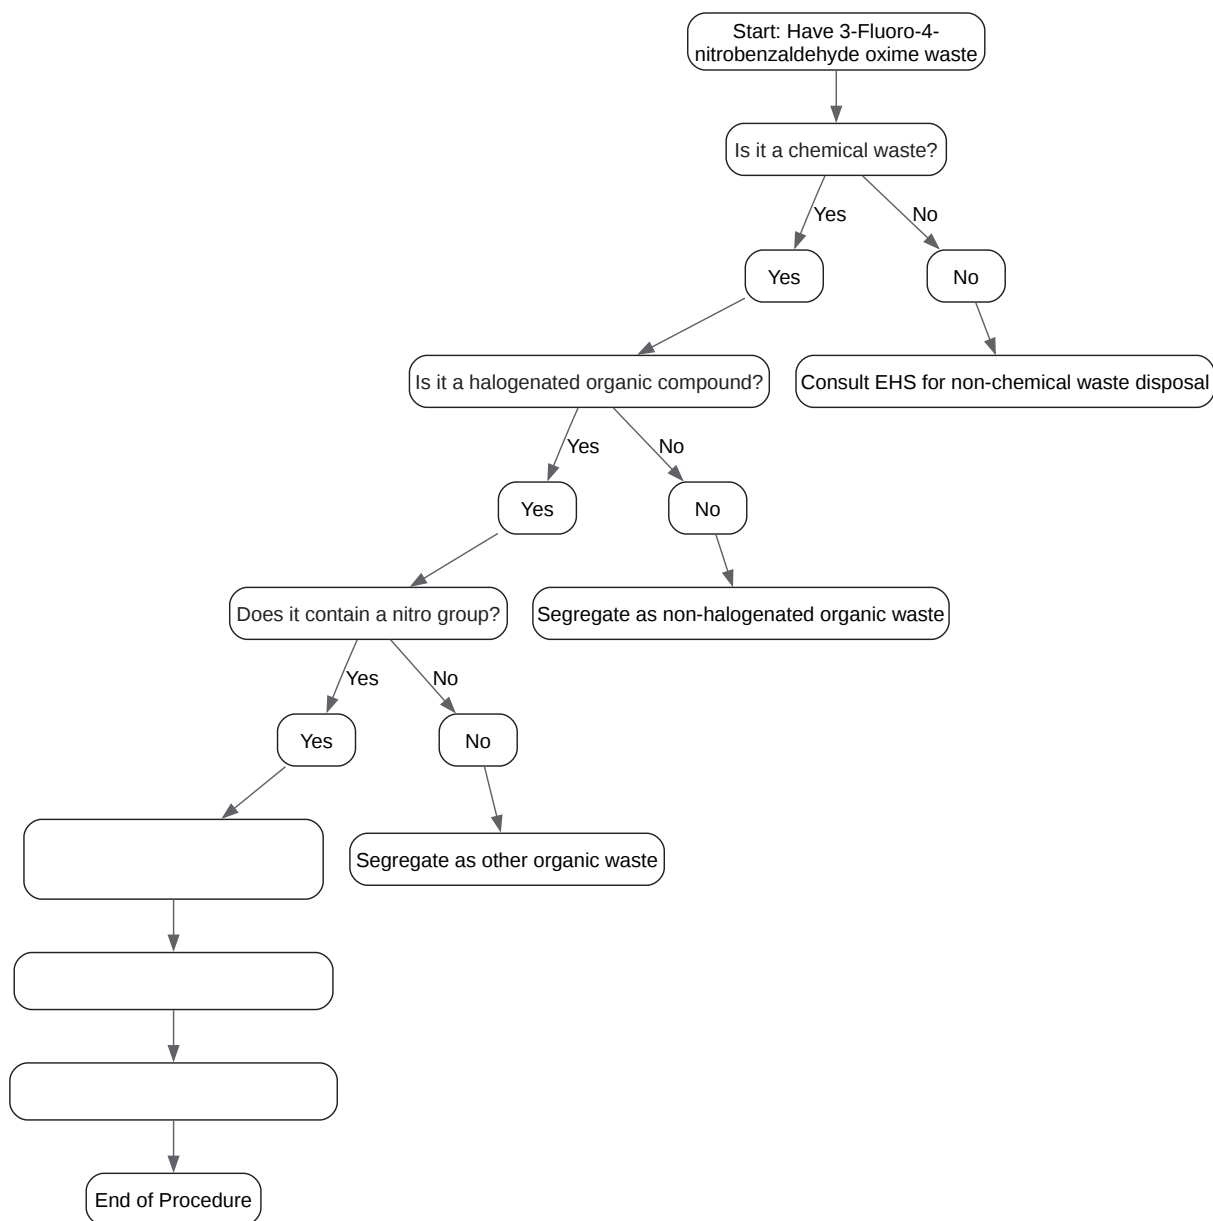 Start: Have 3-Fluoro-4-
nitrobenzaldehyde oxime waste
Is it a chemical waste?
Yes
No
Yes
No
Is it a halogenated organic compound?
Consult EHS for non-chemical waste disposal
Yes
No
Yes
No
Does it contain a nitro group?
Segregate as non-halogenated organic waste
Yes
No
Yes
No
Segregate as other organic waste
End of Procedure